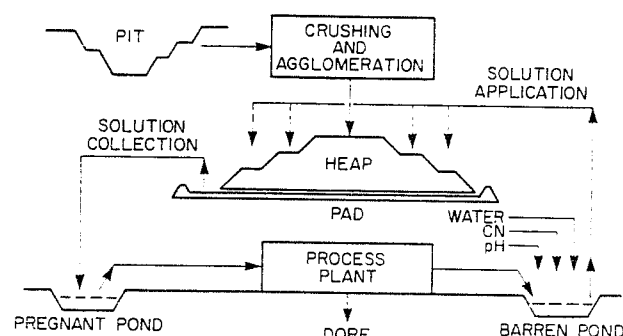 PIT
CRUSHING
AND
AGGLOMERATION
SOLUTION
APPLICATION
SOLUTION
COLLECTION
HEAP
PAD
WATER
CN
pH
PROCESS
PLANT
PREGNANT POND
DORE
BARREN POND